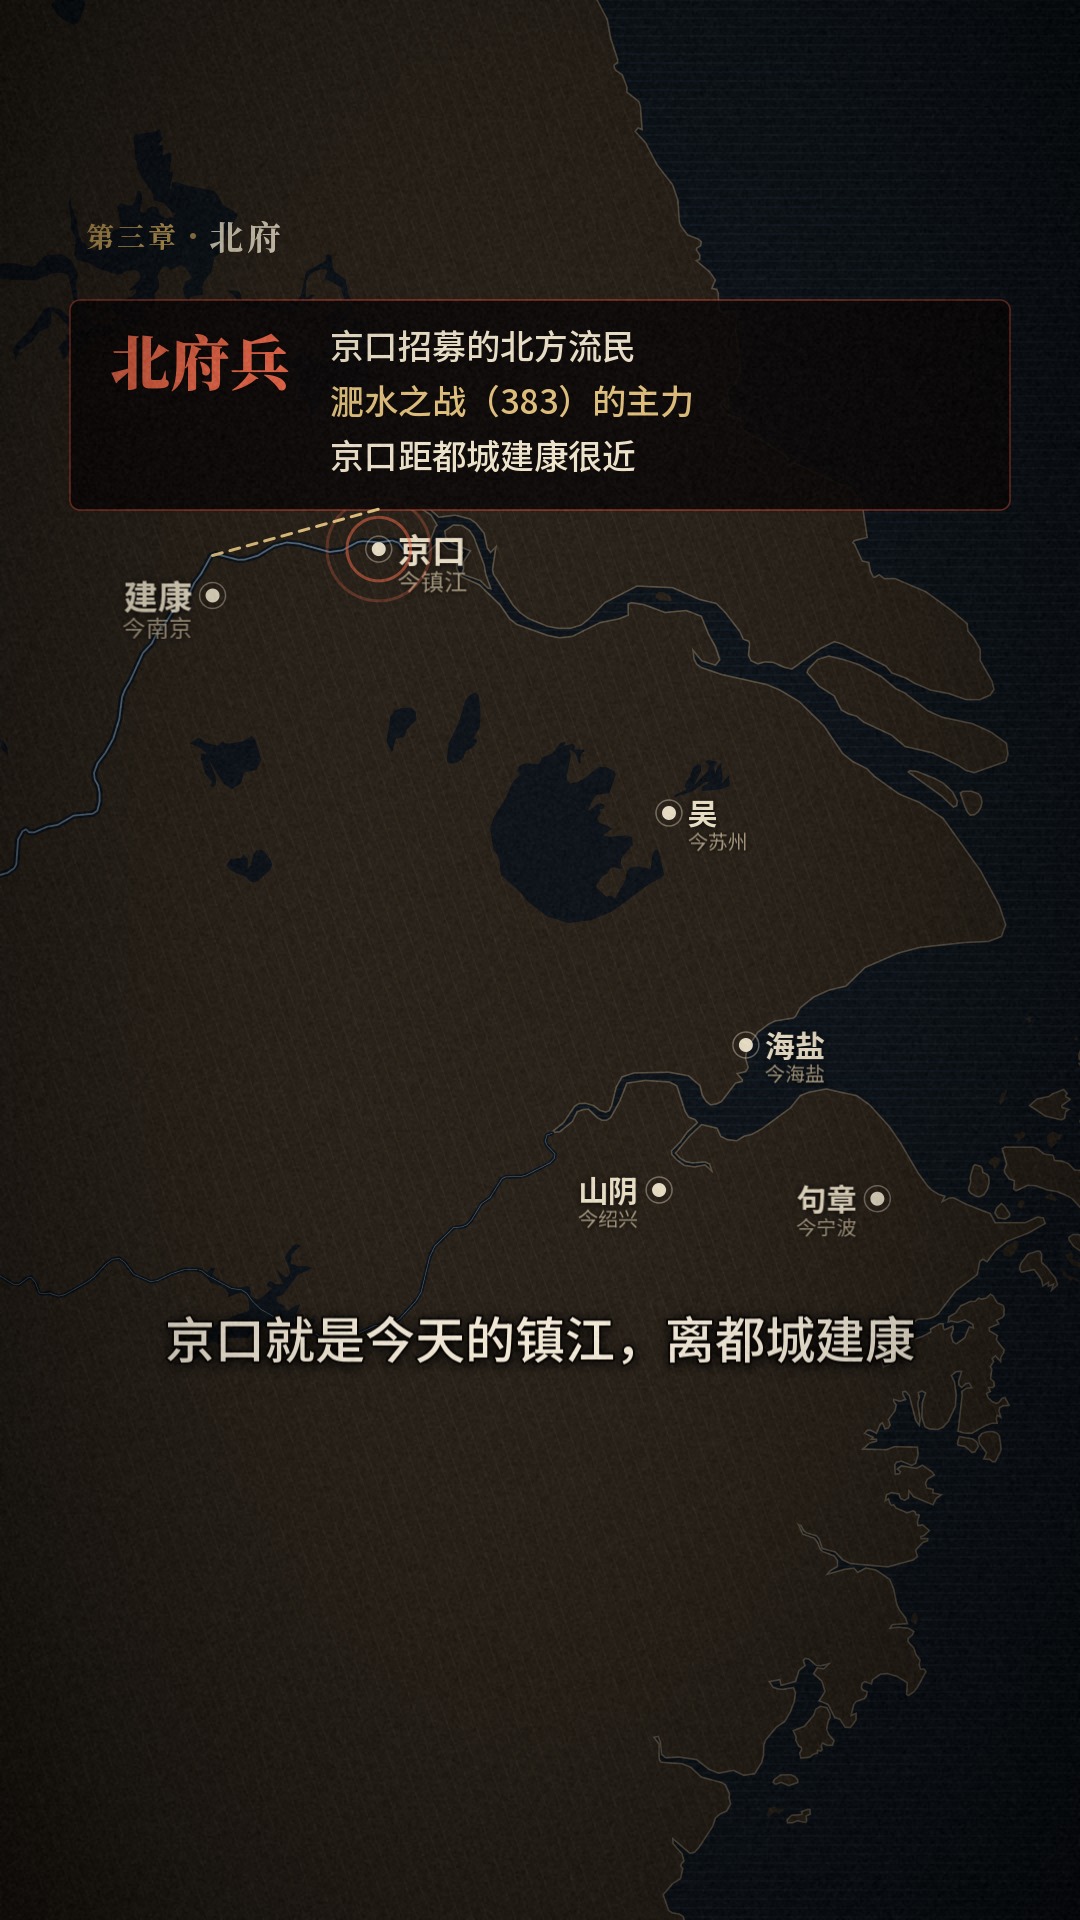 第三章·北府
北府兵
京口招募的北方流民
淝水之战（383）的主力
京口距都城建康很近
京口
今镇江
建康
今南京
吴
今苏州
海盐
今海盐
山阴
今绍兴
句章
今宁波
京口就是今天的镇江，离都城建康